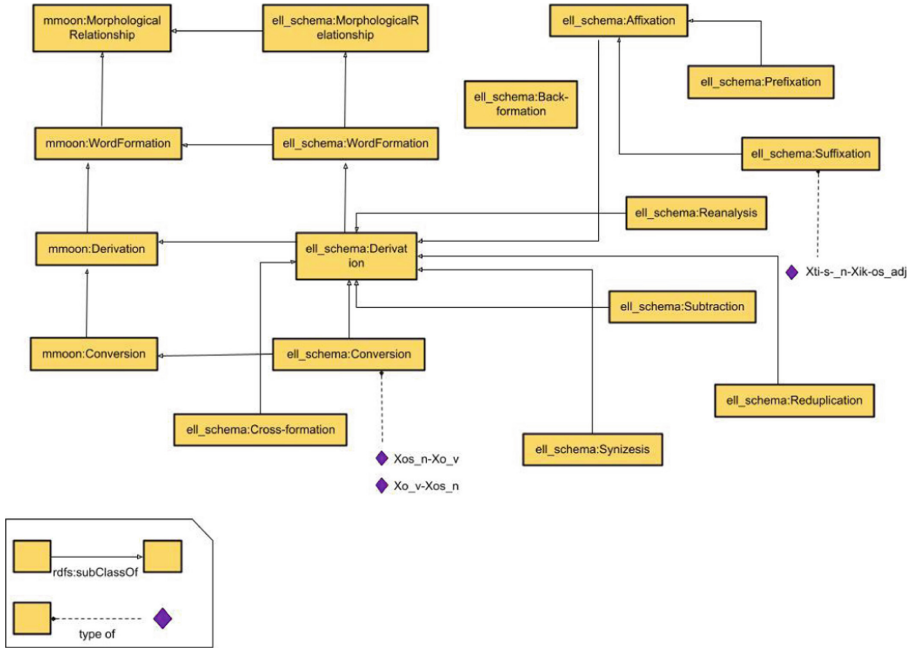 mmoon:Morphological
Relationship
ell_schema:MorphologicalR
elationship
ell_schema:Affixation
ell_schema:Prefixation
ell_schema:Back-
formation
mmoon:WordFormation
ell_schema:WordFormation
ell_schema:Suffixation
ell_schema:Reanalysis
mmoon:Derivation
ell_schema:Derivat
ion
Xti-s-_n-Xik-os_adj
ell_schema:Subtraction
mmoon:Conversion
ell_schema:Conversion
ell_schema:Reduplication
ell_schema:Cross-formation
ell_schema:Synizesis
Xos_n-Xo_v
Xo_v-Xos_n
rdfs:subClassOf
type of